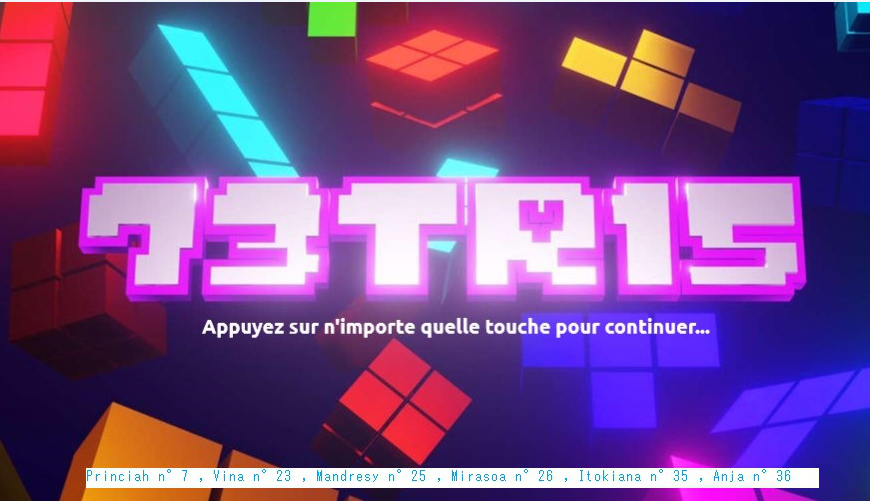 73TR15
Appuyez sur n'importe quelle touche pour continuer...
Princiah n° 7 , Vina n° 23 , Mandresy n° 25 , Mirasoa n° 26 , Itokiana n° 35 , Anja n° 36